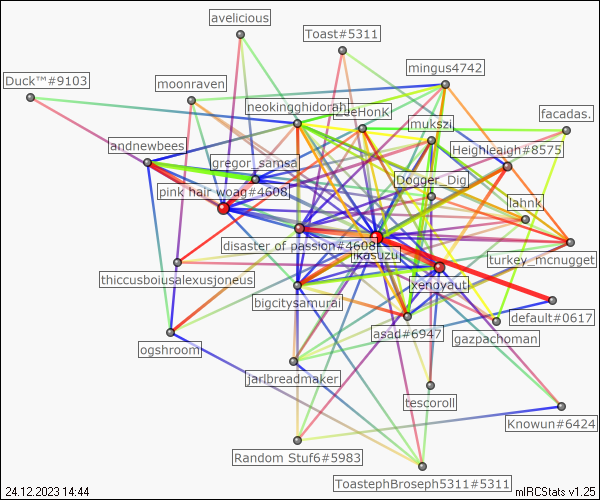 avelicious
Toast#5311
mingus4742
Duck™#9103
moonraven
neokingghidorah
ZeeHonK
mukszi
facadas.
andnewbees
gregor_samsa
Heighleaigh#8575
pink hair woag#4608
Dogger_Dig
lahnk
disaster of passion#4608
ikasuzu
turkey_mcnugget
thiccusboiusalexusjoneus
xenoyauti
bigcitysamurai
default#0617
asad#6947
gazpachoman
ogshroom
jarlbreadmaker
tescoroll
Knowun#6424
Random Stuf6#5983
ToastephBroseph5311#5311
24.12.2023 14:44
mIRCStats v1.25